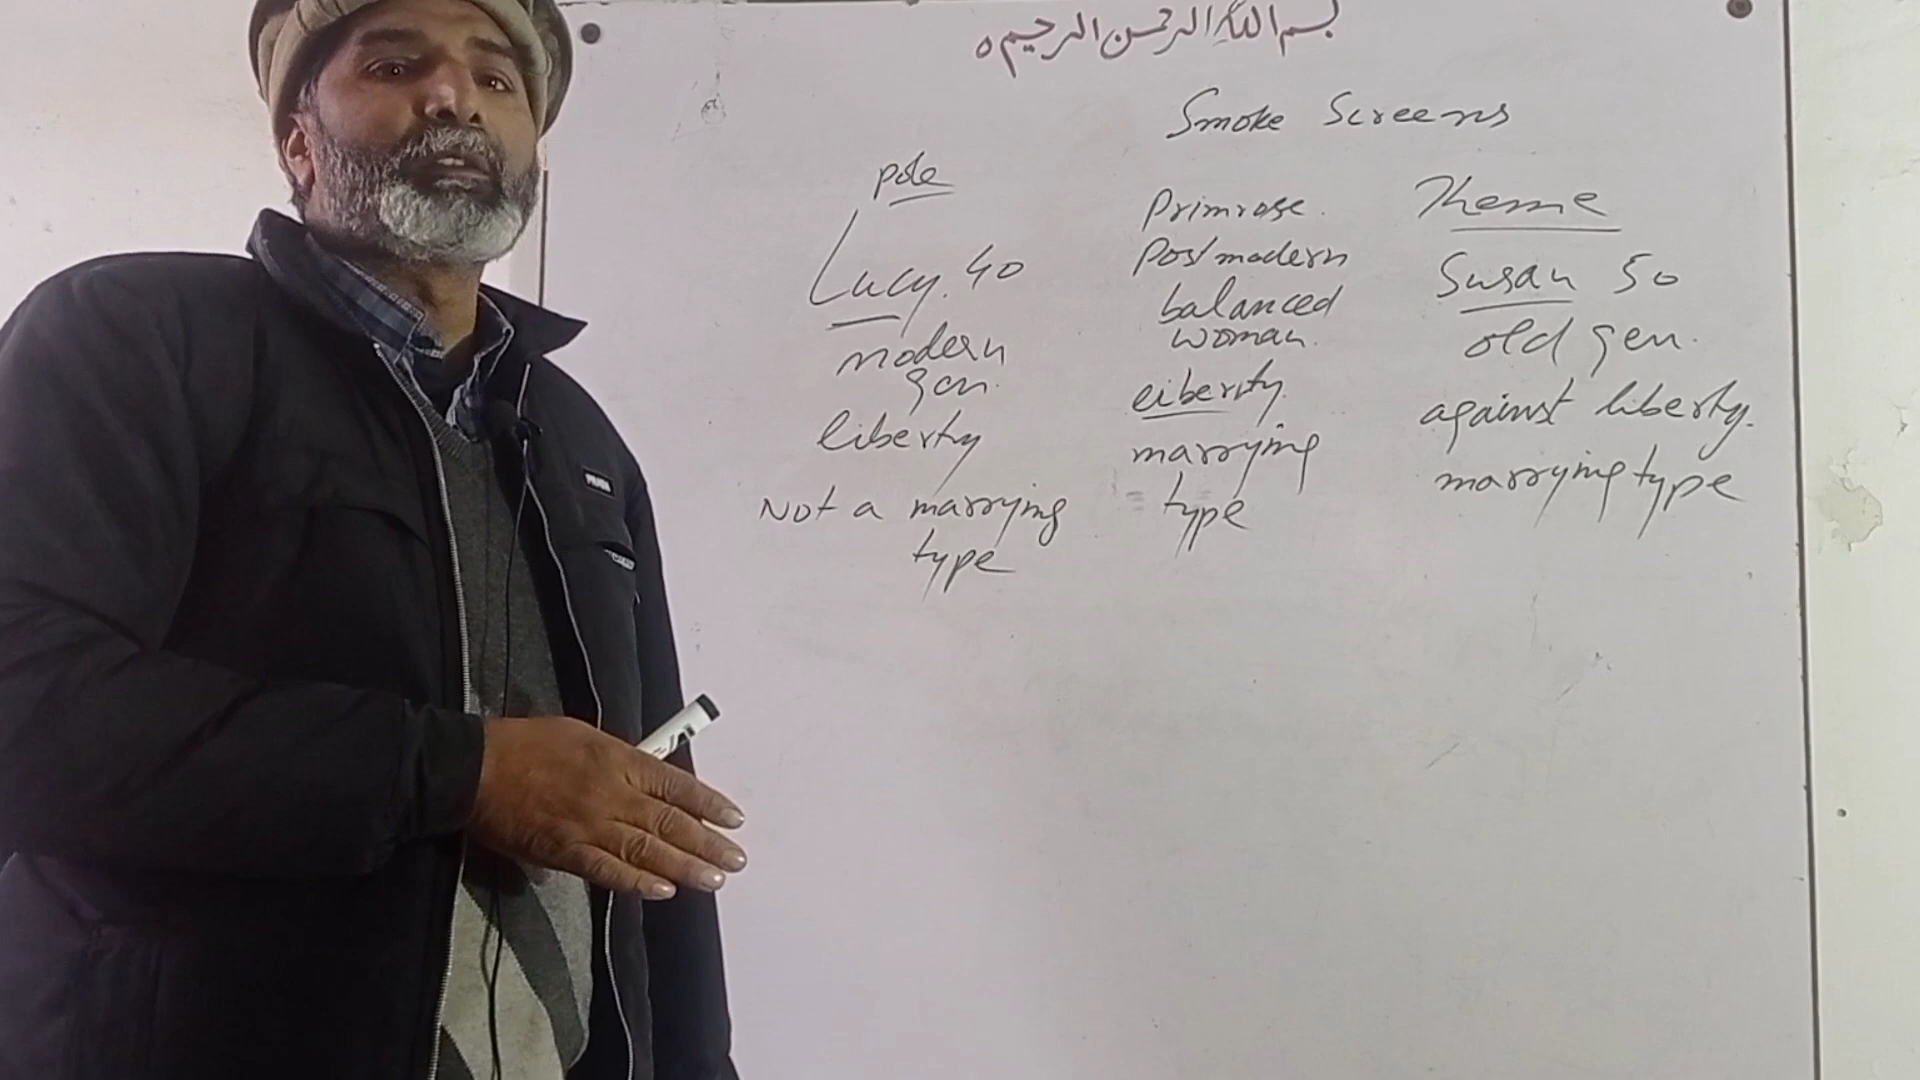 بسم اللہ الرحمن الرحیم ہ
Smoke Screens
pole
Lucy. 40
modern
gen.
liberty
Not a marrying
type
Primrose.
Postmodern
balanced
woman.
eiberity.
marrying
type
Theme
Susan 50
old gen.
against liberty.
marrying type